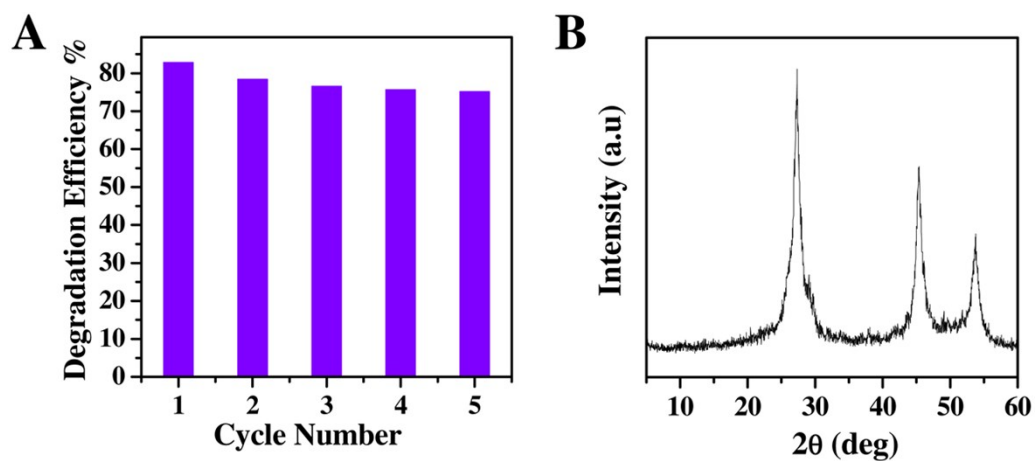 A
Degradation Efficiency %
80
70
60
50
40
30
20
10
0
1 2 3 4 5
Cycle Number
B
Intensity (a.u)
10 20 30 40 50 60
2θ (deg)